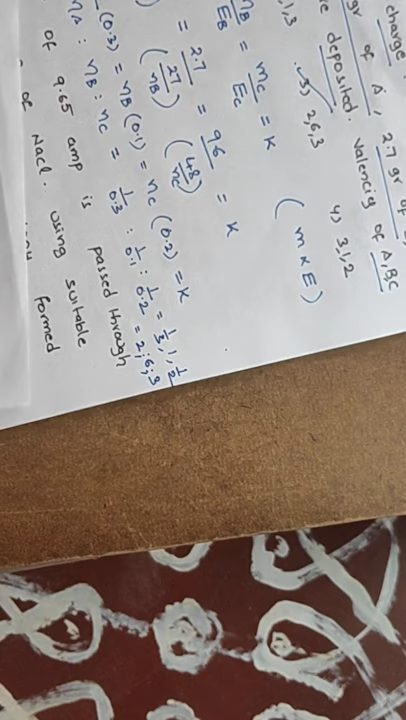 charge.
gr of A, 2.7 gr of
deposited. Valency of A,B,C
1,3 3) 2,6,3 4) 3,1,2
nB/EB = mC/EC = K (m ∝ E)
= 2.7/(27/nB) = 9.6/(48/nC) = K
(0.3) = nB (0.1) = nC (0.2) = K
nA : nB : nC = 1/0.3 : 1/0.1 : 1/0.2 = 1/3, 1, 1/2
= 2:6:3
of 9.65 amp is passed through
of NaCl. Using suitable
formed